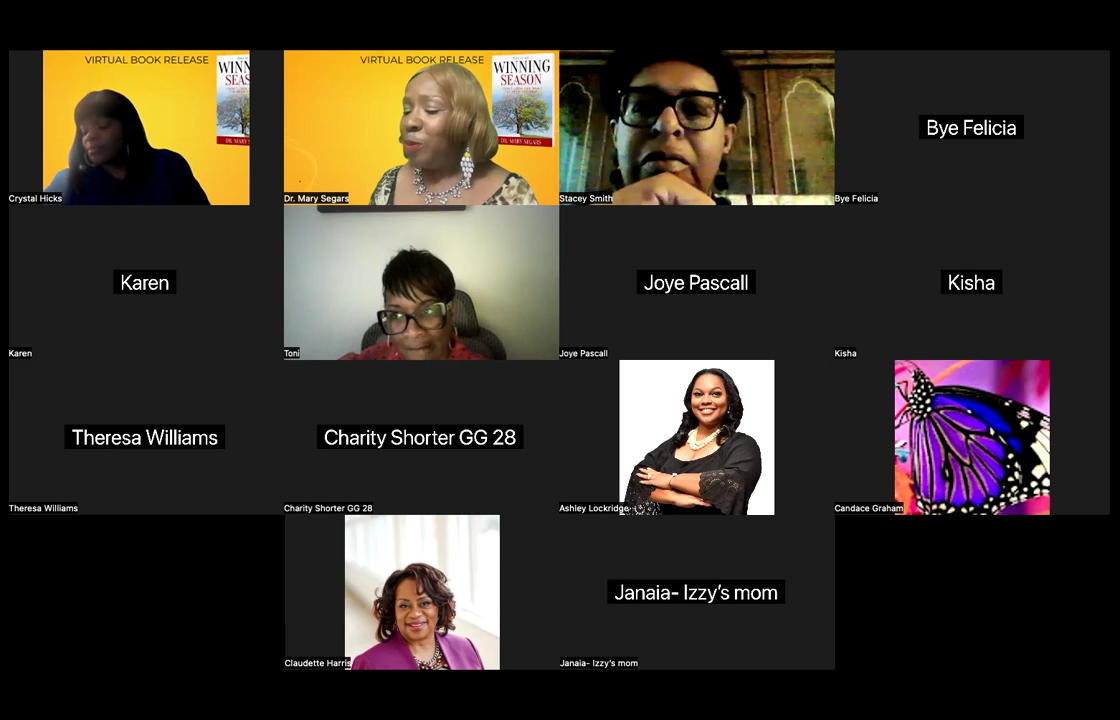 VIRTUAL BOOK RELEASE
WINNING
SEAS
DR. MARY S
Crystal Hicks
VIRTUAL BOOK RELEASE
WINNING
SEASON
DR. MARY SEGARS
Dr. Mary Segars
Stacey Smith
Bye Felicia
Bye Felicia
Karen
Karen
Toni
Joye Pascall
Joye Pascall
Kisha
Kisha
Theresa Williams
Theresa Williams
Charity Shorter GG 28
Charity Shorter GG 28
Ashley Lockridge
Candace Graham
Claudette Harris
Janaia- Izzy's mom
Janaia- Izzy's mom